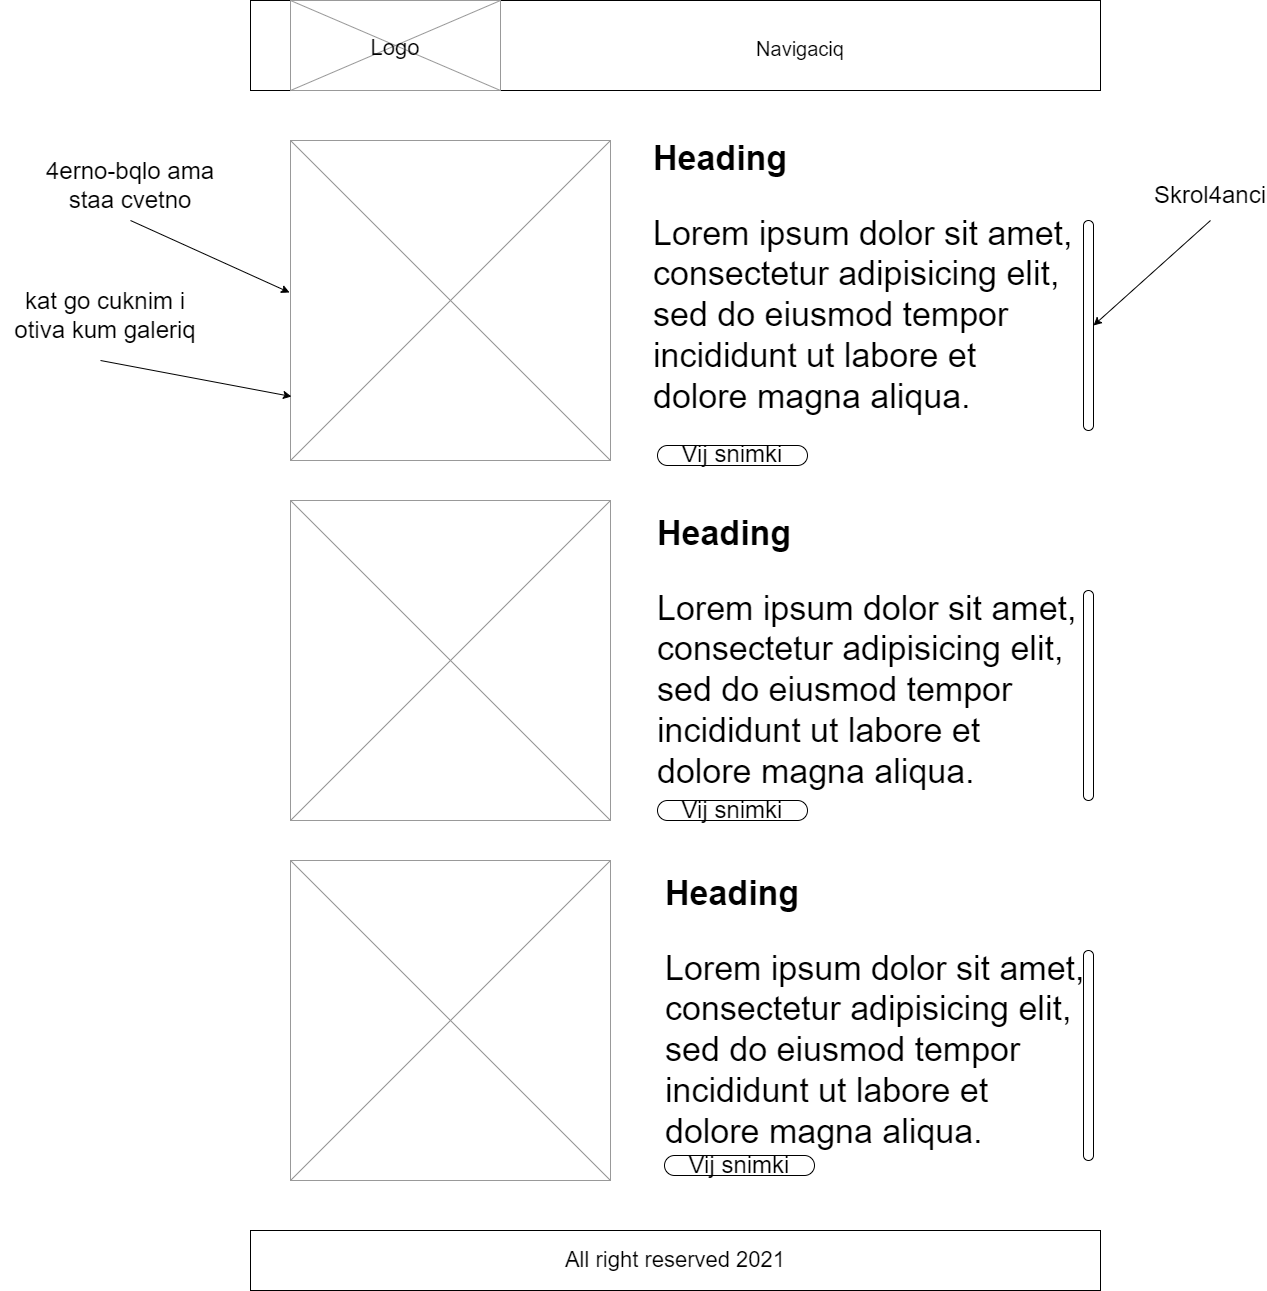 Logo
Navigaciq
4erno-bqlo ama
staa cvetno
kat go cuknim i
otiva kum galeriq
Heading
Lorem ipsum dolor sit amet,
consectetur adipisicing elit,
sed do eiusmod tempor
incididunt ut labore et
dolore magna aliqua.
Vij snimki
Skrol4anci
Heading
Lorem ipsum dolor sit amet,
consectetur adipisicing elit,
sed do eiusmod tempor
incididunt ut labore et
dolore magna aliqua.
Vij snimki
Heading
Lorem ipsum dolor sit amet,
consectetur adipisicing elit,
sed do eiusmod tempor
incididunt ut labore et
dolore magna aliqua.
Vij snimki
All right reserved 2021